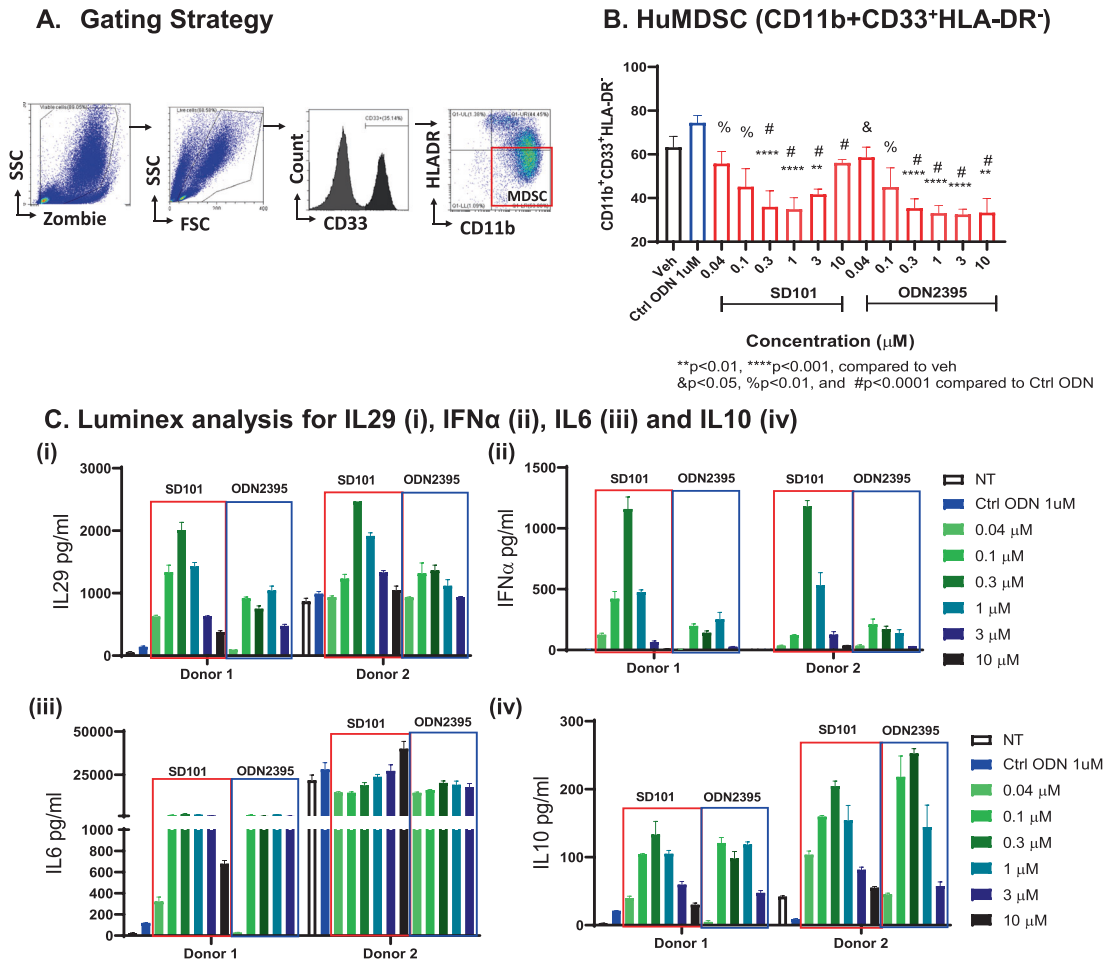 A. Gating Strategy
Viable cells(89.05%)
SSC
Zombie
SSC
FSC
400
CD33+(35.14%)
Count
CD33
HLADR
MDSC
CD11b
B. HuMDSC (CD11b+CD33⁺HLA-DR⁻)
CD11b⁺CD33⁺HLA-DR⁻
100
80
60
40
20
% % # # # # & % # # # #
**** **** ** **** **** **** **
Veh
Ctrl ODN 1uM
0.04 0.1 0.3 1 3 10 0.04 0.1 0.3 1 3 10
SD101 ODN2395
Concentration (μM)
**p<0.01, ****p<0.001, compared to veh
&p<0.05, %p<0.01, and #p<0.0001 compared to Ctrl ODN
C. Luminex analysis for IL29 (i), IFNα (ii), IL6 (iii) and IL10 (iv)
(i)
IL29 pg/ml
3000
2000
1000
0
SD101 ODN2395 SD101 ODN2395
Donor 1 Donor 2
(ii)
IFNα pg/ml
1500
1000
500
0
SD101 ODN2395 SD101 ODN2395
Donor 1 Donor 2
NT
Ctrl ODN 1uM
0.04 μM
0.1 μM
0.3 μM
1 μM
3 μM
10 μM
(iii)
IL6 pg/ml
50000
25000
1000
800
600
400
200
0
SD101 ODN2395 SD101 ODN2395
Donor 1 Donor 2
(iv)
IL10 pg/ml
300
200
100
0
SD101 ODN2395 SD101 ODN2395
Donor 1 Donor 2
NT
Ctrl ODN 1uM
0.04 μM
0.1 μM
0.3 μM
1 μM
3 μM
10 μM